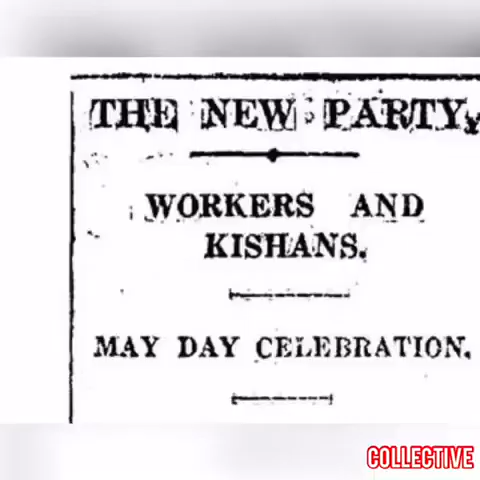 THE NEW PARTY.
WORKERS AND
KISHANS.
MAY DAY CELEBRATION.
COLLECTIVE